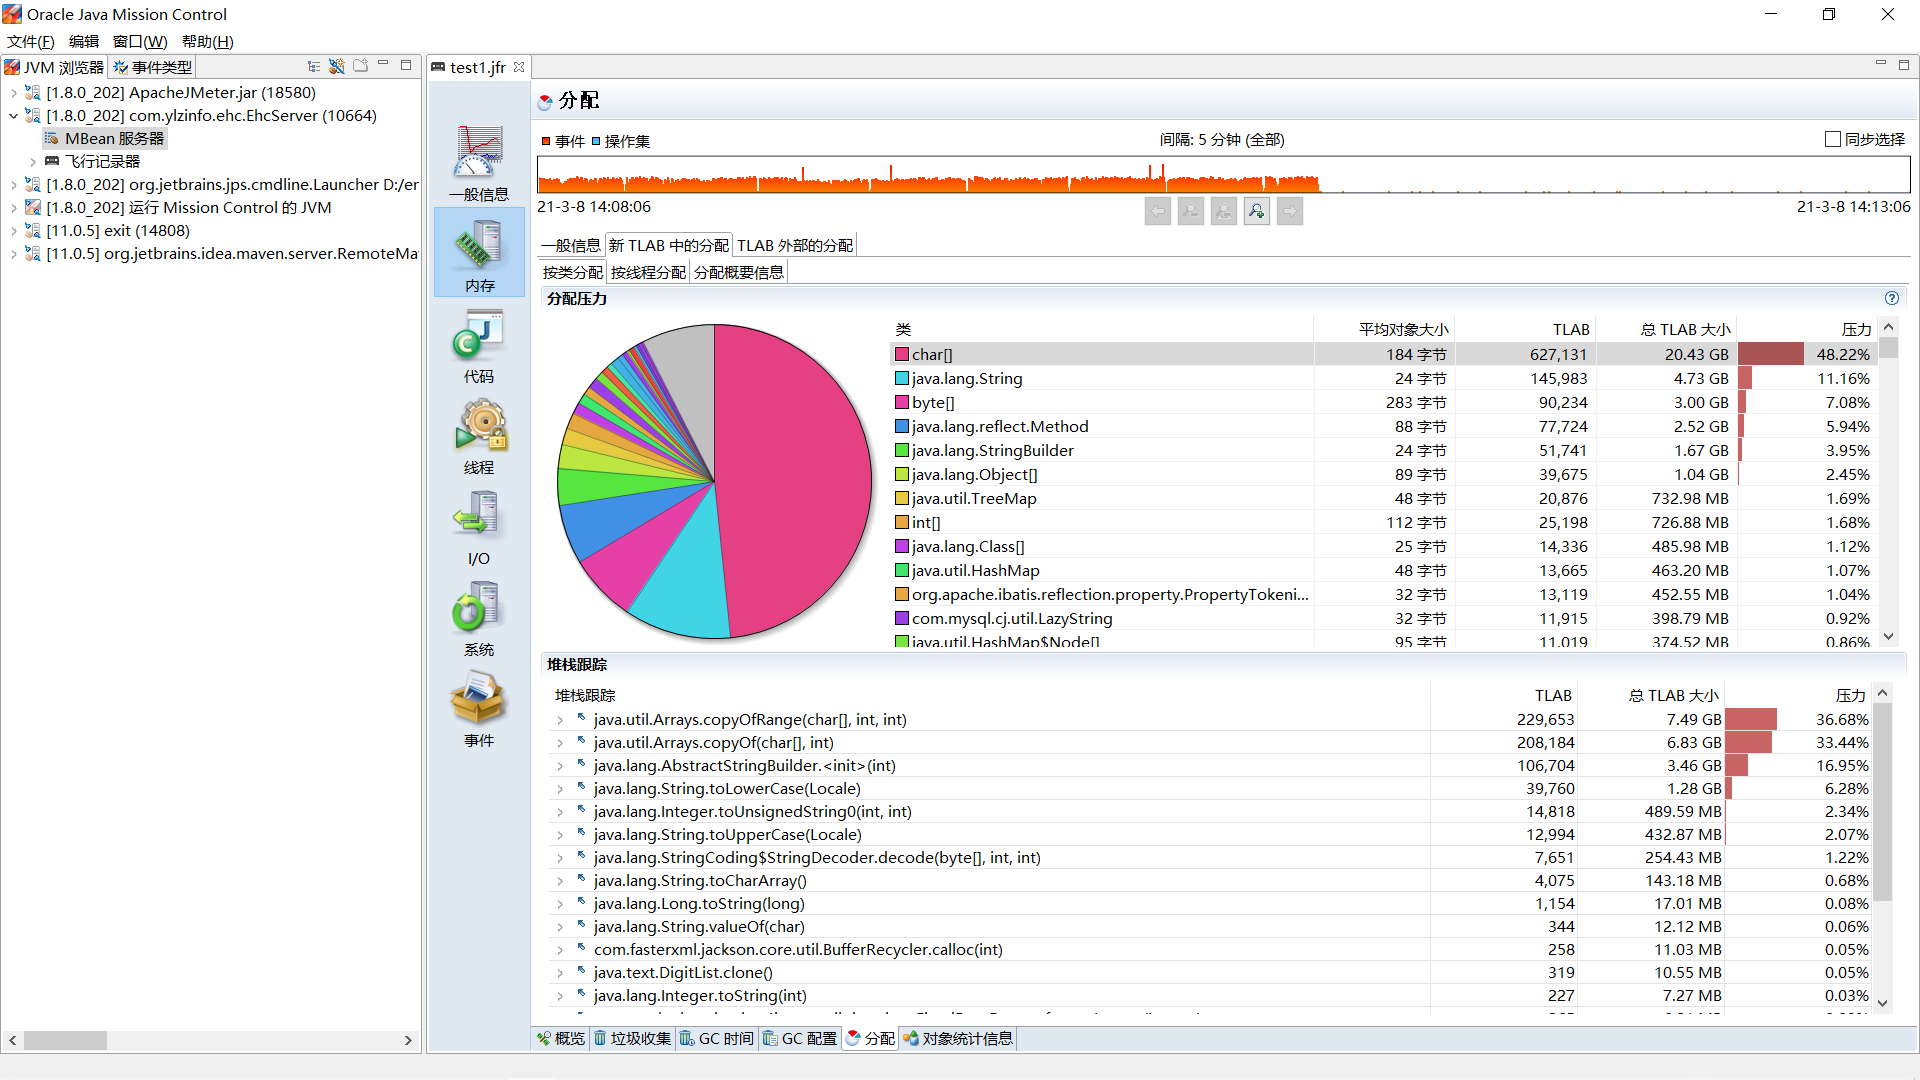 Oracle Java Mission Control
文件(F) 编辑 窗口(W) 帮助(H)
JVM 浏览器 事件类型
[1.8.0_202] ApacheJMeter.jar (18580)
[1.8.0_202] com.ylzinfo.ehc.EhcServer (10664)
MBean 服务器
飞行记录器
[1.8.0_202] org.jetbrains.jps.cmdline.Launcher D:/er
[1.8.0_202] 运行 Mission Control 的 JVM
[11.0.5] exit (14808)
[11.0.5] org.jetbrains.idea.maven.server.RemoteMa
test1.jfr
一般信息
内存
代码
线程
I/O
系统
事件
分配
事件 操作集 间隔: 5 分钟 (全部) 同步选择
21-3-8 14:08:06 21-3-8 14:13:06
一般信息 新 TLAB 中的分配 TLAB 外部的分配
按类分配 按线程分配 分配概要信息
分配压力
类 平均对象大小 TLAB 总 TLAB 大小 压力
char[] 184 字节 627,131 20.43 GB 48.22%
java.lang.String 24 字节 145,983 4.73 GB 11.16%
byte[] 283 字节 90,234 3.00 GB 7.08%
java.lang.reflect.Method 88 字节 77,724 2.52 GB 5.94%
java.lang.StringBuilder 24 字节 51,741 1.67 GB 3.95%
java.lang.Object[] 89 字节 39,675 1.04 GB 2.45%
java.util.TreeMap 48 字节 20,876 732.98 MB 1.69%
int[] 112 字节 25,198 726.88 MB 1.68%
java.lang.Class[] 25 字节 14,336 485.98 MB 1.12%
java.util.HashMap 48 字节 13,665 463.20 MB 1.07%
org.apache.ibatis.reflection.property.PropertyTokeni... 32 字节 13,119 452.55 MB 1.04%
com.mysql.cj.util.LazyString 32 字节 11,915 398.79 MB 0.92%
java.util.HashMap$Node[] 95 字节 11,019 374.52 MB 0.86%
堆栈跟踪
堆栈跟踪 TLAB 总 TLAB 大小 压力
java.util.Arrays.copyOfRange(char[], int, int) 229,653 7.49 GB 36.68%
java.util.Arrays.copyOf(char[], int) 208,184 6.83 GB 33.44%
java.lang.AbstractStringBuilder.<init>(int) 106,704 3.46 GB 16.95%
java.lang.String.toLowerCase(Locale) 39,760 1.28 GB 6.28%
java.lang.Integer.toUnsignedString0(int, int) 14,818 489.59 MB 2.34%
java.lang.String.toUpperCase(Locale) 12,994 432.87 MB 2.07%
java.lang.StringCoding$StringDecoder.decode(byte[], int, int) 7,651 254.43 MB 1.22%
java.lang.String.toCharArray() 4,075 143.18 MB 0.68%
java.lang.Long.toString(long) 1,154 17.01 MB 0.08%
java.lang.String.valueOf(char) 344 12.12 MB 0.06%
com.fasterxml.jackson.core.util.BufferRecycler.calloc(int) 258 11.03 MB 0.05%
java.text.DigitList.clone() 319 10.55 MB 0.05%
java.lang.Integer.toString(int) 227 7.27 MB 0.03%
概览 垃圾收集 GC 时间 GC 配置 分配 对象统计信息